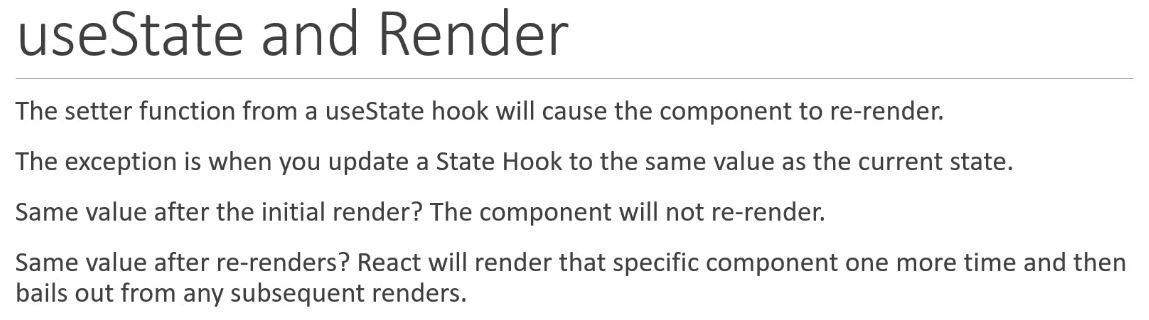 useState and Render
The setter function from a useState hook will cause the component to re-render.
The exception is when you update a State Hook to the same value as the current state.
Same value after the initial render? The component will not re-render.
Same value after re-renders? React will render that specific component one more time and then
bails out from any subsequent renders.